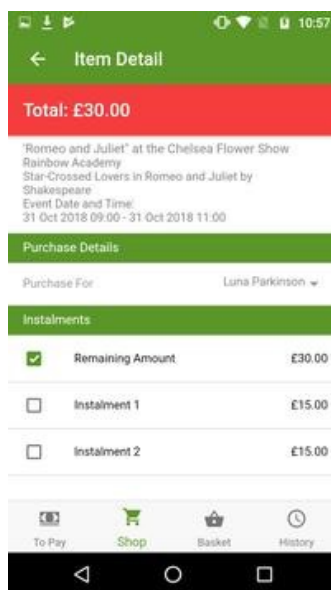 10:57
Item Detail
Total: £30.00
'Romeo and Juliet" at the Chelsea Flower Show
Rainbow Academy
Star-Crossed Lovers in Romeo and Juliet by
Shakespeare
Event Date and Time:
31 Oct 2018 09:00 - 31 Oct 2018 11:00
Purchase Details
Purchase For Luna Parkinson
Instalments
Remaining Amount £30.00
Instalment 1 £15.00
Instalment 2 £15.00
To Pay Shop Basket History